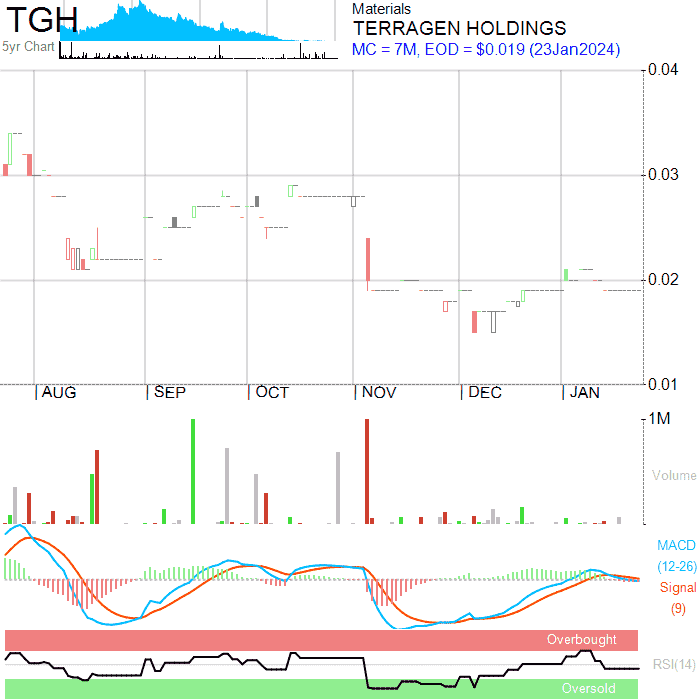 TGH
5yr Chart
Materials
TERRAGEN HOLDINGS
MC = 7M, EOD = $0.019 (23Jan2024)
0.04
0.03
0.02
0.01
AUG SEP OCT NOV DEC JAN
1M
Volume
MACD
(12-26)
Signal
(9)
Overbought
RSI(14)
Oversold